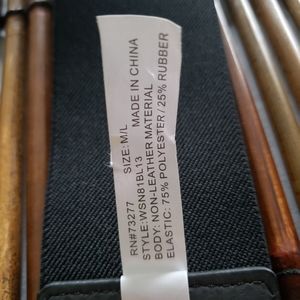 MADE IN CHINA
RN#73277 SIZE: M/L
STYLE:WSN81BL13
BODY: NON-LEATHER MATERIAL
ELASTIC: 75% POLYESTER / 25% RUBBER